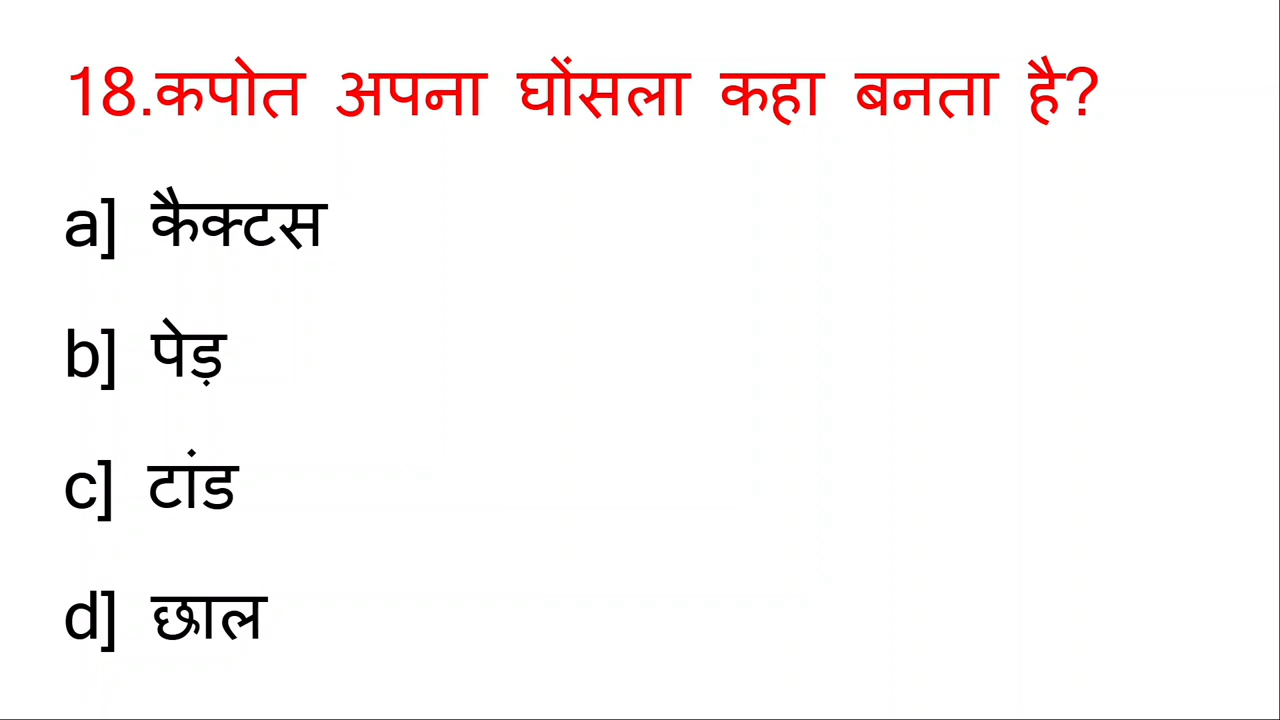 18.कपोत अपना घोंसला कहा बनता है?
a] कैक्टस
b] पेड़
c] टांड
d] छाल